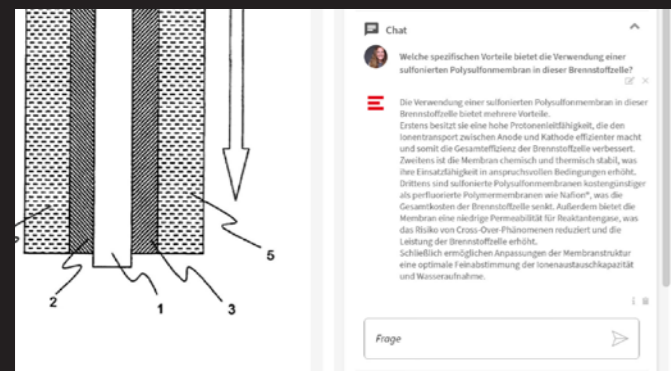 5
2
1
3
Chat
Welche spezifischen Vorteile bietet die Verwendung einer
sulfonierten Polysulfonmembran in dieser Brennstoffzelle?
Die Verwendung einer sulfonierten Polysulfonmembran in dieser
Brennstoffzelle bietet mehrere Vorteile.
Erstens besitzt sie eine hohe Protonenleitfähigkeit, die den
Ionentransport zwischen Anode und Kathode effizienter macht
und somit die Gesamteffizienz der Brennstoffzelle verbessert.
Zweitens ist die Membran chemisch und thermisch stabil, was
ihre Einsatzfähigkeit in anspruchsvollen Bedingungen erhöht.
Drittens sind sulfonierte Polysulfonmembranen kostengünstiger
als perfluorierte Polymermembranen wie Nafion®, was die
Gesamtkosten der Brennstoffzelle senkt. Außerdem bietet die
Membran eine niedrige Permeabilität für Reaktantengase, was
das Risiko von Cross-Over-Phänomenen reduziert und die
Leistung der Brennstoffzelle erhöht.
Schließlich ermöglichen Anpassungen der Membranstruktur
eine optimale Feinabstimmung der Ionenaustauschkapazität
und Wasseraufnahme.
Frage